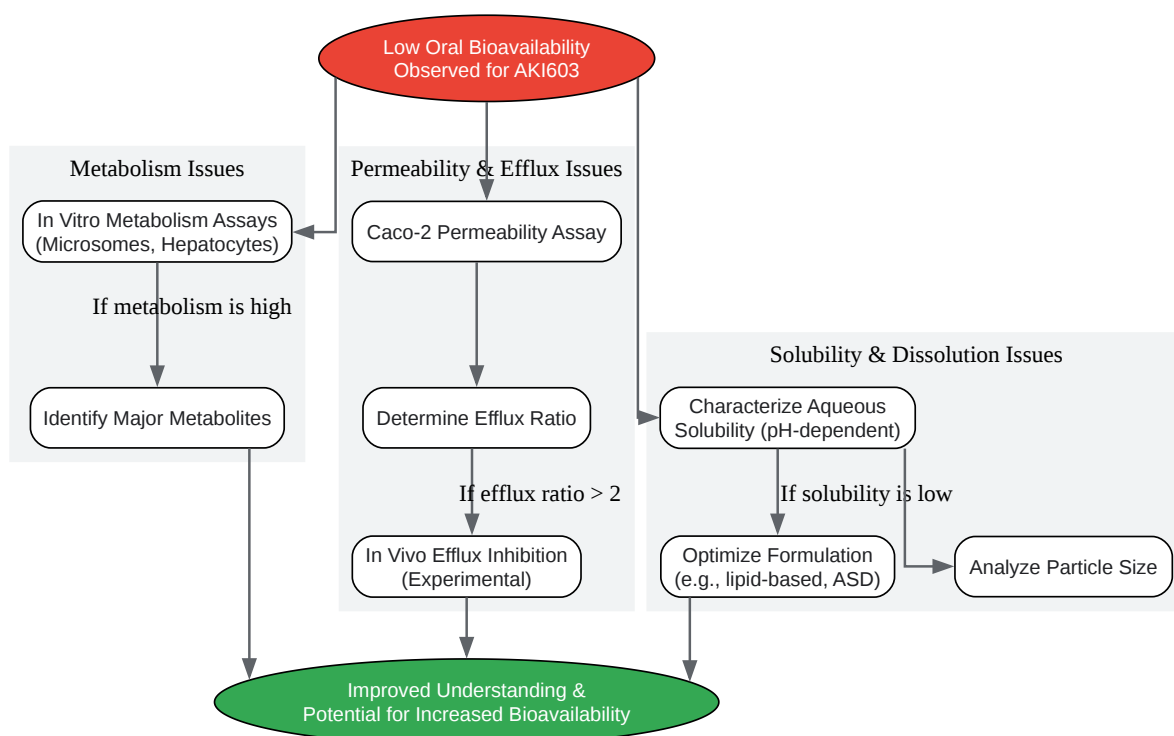 Low Oral Bioavailability
Observed for AKI603
Metabolism Issues
In Vitro Metabolism Assays
(Microsomes, Hepatocytes)
If metabolism is high
Identify Major Metabolites
Permeability & Efflux Issues
Caco-2 Permeability Assay
Determine Efflux Ratio
If efflux ratio > 2
In Vivo Efflux Inhibition
(Experimental)
Solubility & Dissolution Issues
Characterize Aqueous
Solubility (pH-dependent)
If solubility is low
Optimize Formulation
(e.g., lipid-based, ASD)
Analyze Particle Size
Improved Understanding &
Potential for Increased Bioavailability